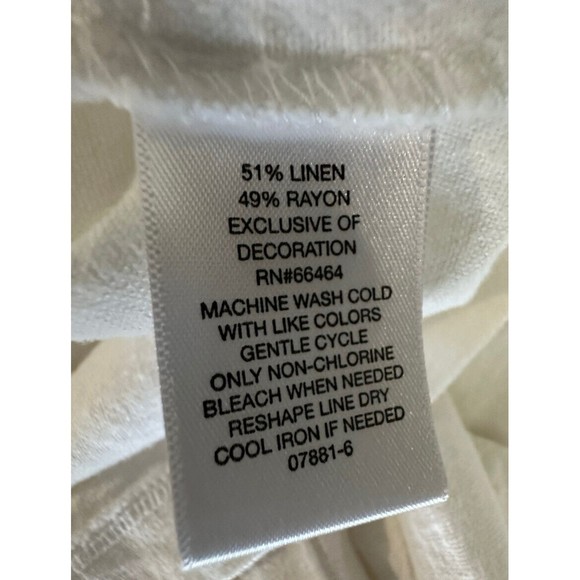 51% LINEN
49% RAYON
EXCLUSIVE OF
DECORATION
RN#66464
MACHINE WASH COLD
WITH LIKE COLORS
GENTLE CYCLE
ONLY NON-CHLORINE
BLEACH WHEN NEEDED
RESHAPE LINE DRY
COOL IRON IF NEEDED
07881-6